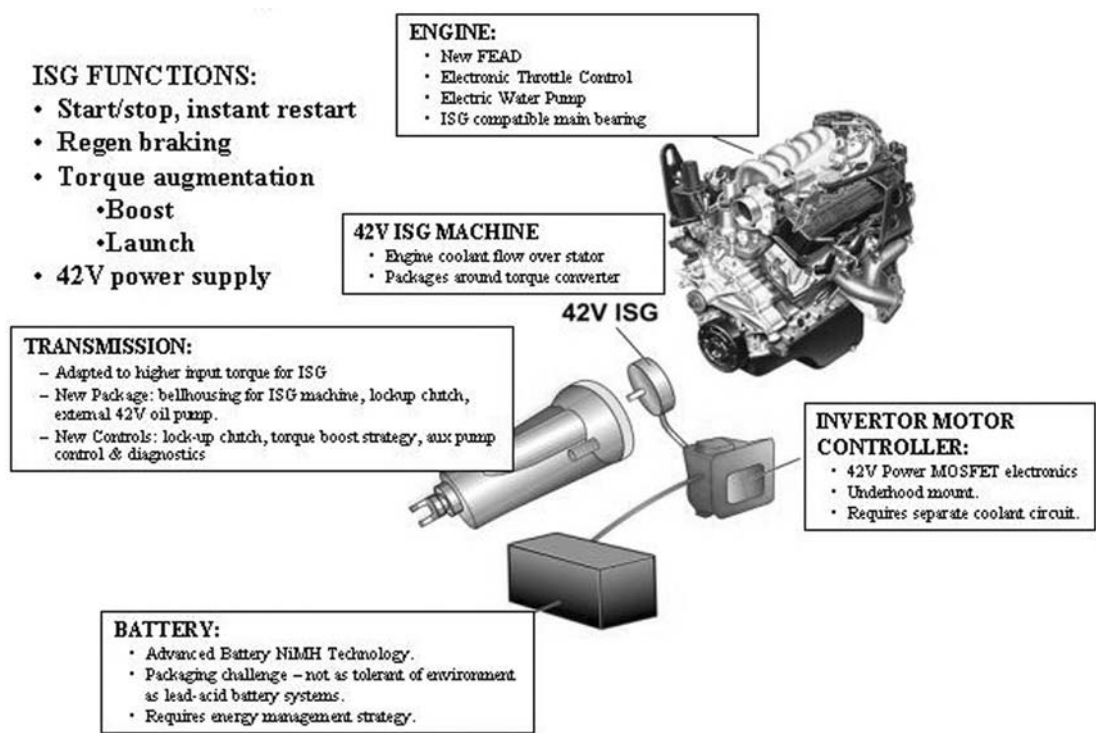 ISG FUNCTIONS:
• Start/stop, instant restart
• Regen braking
• Torque augmentation
•Boost
•Launch
• 42V power supply
ENGINE:
• New FEAD
• Electronic Throttle Control
• Electric Water Pump
• ISG compatible main bearing
42V ISG MACHINE
• Engine coolant flow over stator
• Packages around torque converter
42V ISG
TRANSMISSION:
– Adapted to higher input torque for ISG
– New Package: bellhousing for ISG machine, lockup clutch,
external 42V oil pump.
– New Controls: lock-up clutch, torque boost strategy, aux pump
control & diagnostics
INVERTOR MOTOR
CONTROLLER:
• 42V Power MOSFET electronics
• Underhood mount.
• Requires separate coolant circuit.
BATTERY:
• Advanced Battery NiMH Technology.
• Packaging challenge – not as tolerant of environment
as lead-acid battery systems.
• Requires energy management strategy.